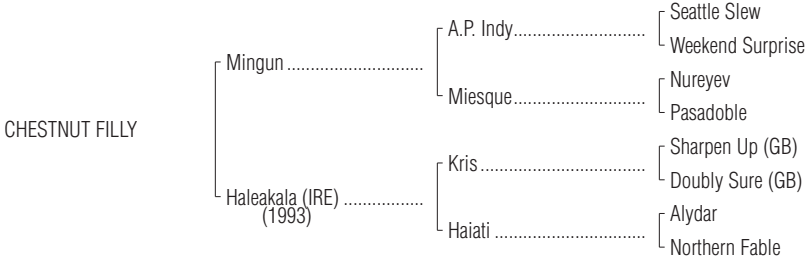 Seattle Slew
A.P. Indy
Weekend Surprise
Mingun
Nureyev
Miesque
Pasadoble
CHESTNUT FILLY
Sharpen Up (GB)
Kris
Doubly Sure (GB)
Haleakala (IRE)
(1993)
Alydar
Haiati
Northern Fable